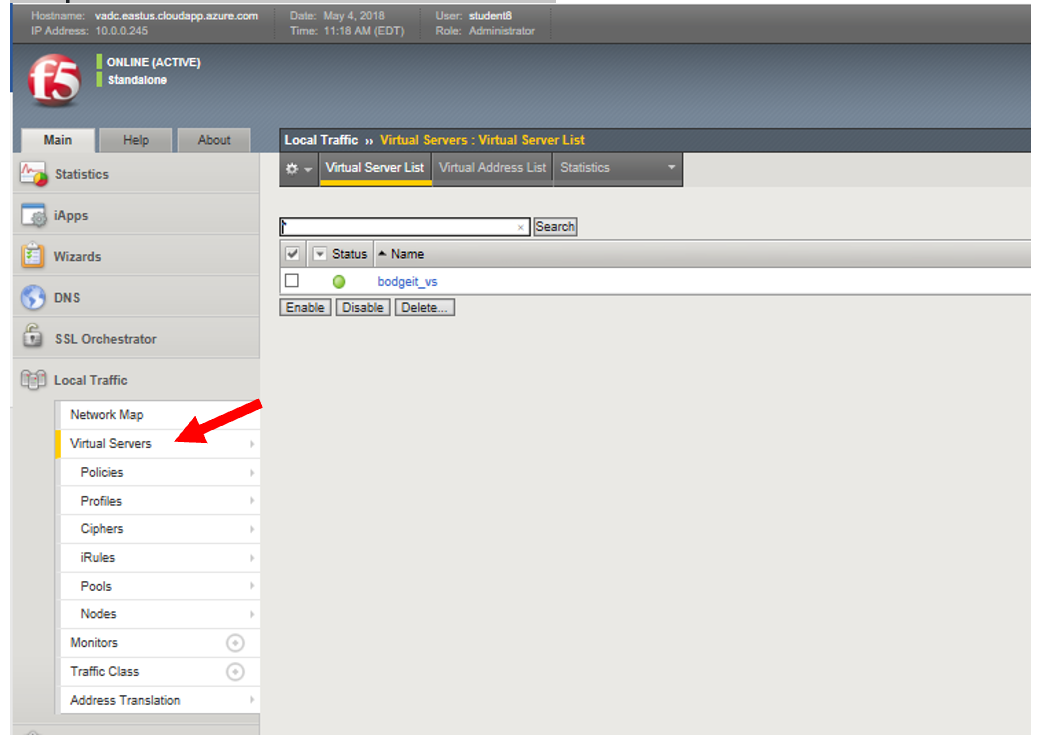 Hostname: vadc.eastus.cloudapp.azure.com Date: May 4, 2018 User: student8
IP Address: 10.0.0.245 Time: 11:18 AM (EDT) Role: Administrator
f5
ONLINE (ACTIVE)
Standalone
Main Help About
Local Traffic ›› Virtual Servers : Virtual Server List
Virtual Server List Virtual Address List Statistics
Statistics
iApps
Wizards
DNS
SSL Orchestrator
Local Traffic
Network Map
Virtual Servers
Policies
Profiles
Ciphers
iRules
Pools
Nodes
Monitors
Traffic Class
Address Translation
* × Search
Status Name
bodgeit_vs
Enable Disable Delete...